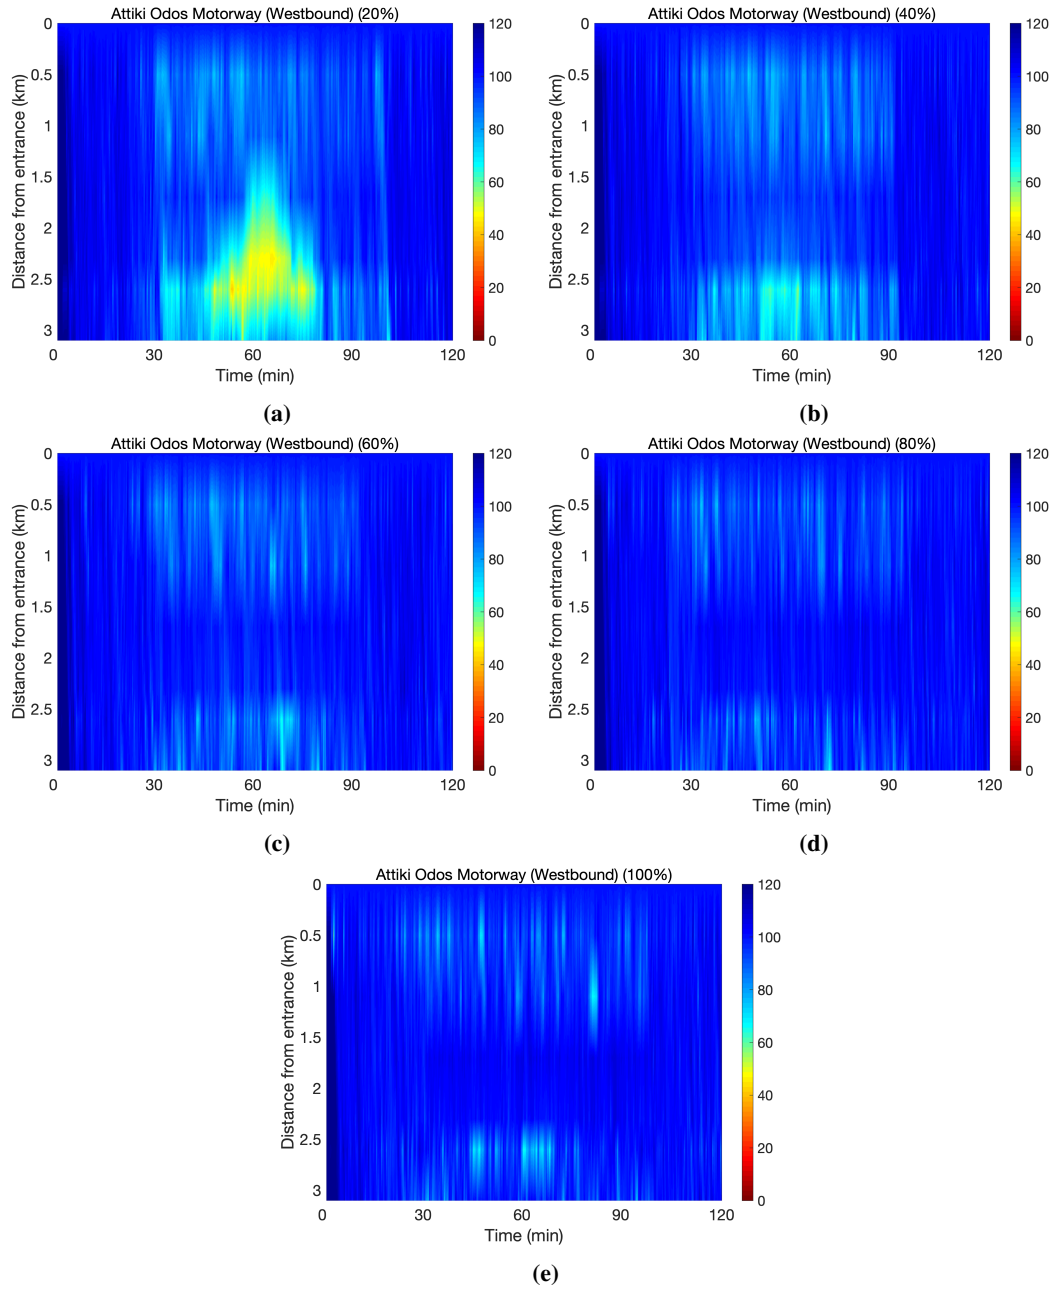 Attiki Odos Motorway (Westbound) (20%)
0
0.5
1
1.5
2
2.5
3
Distance from entrance (km)
0 30 60 90 120
Time (min)
120
100
80
60
40
20
0
(a)
Attiki Odos Motorway (Westbound) (40%)
0
0.5
1
1.5
2
2.5
3
Distance from entrance (km)
0 30 60 90 120
Time (min)
120
100
80
60
40
20
0
(b)
Attiki Odos Motorway (Westbound) (60%)
0
0.5
1
1.5
2
2.5
3
Distance from entrance (km)
0 30 60 90 120
Time (min)
120
100
80
60
40
20
0
(c)
Attiki Odos Motorway (Westbound) (80%)
0
0.5
1
1.5
2
2.5
3
Distance from entrance (km)
0 30 60 90 120
Time (min)
120
100
80
60
40
20
0
(d)
Attiki Odos Motorway (Westbound) (100%)
0
0.5
1
1.5
2
2.5
3
Distance from entrance (km)
0 30 60 90 120
Time (min)
120
100
80
60
40
20
0
(e)